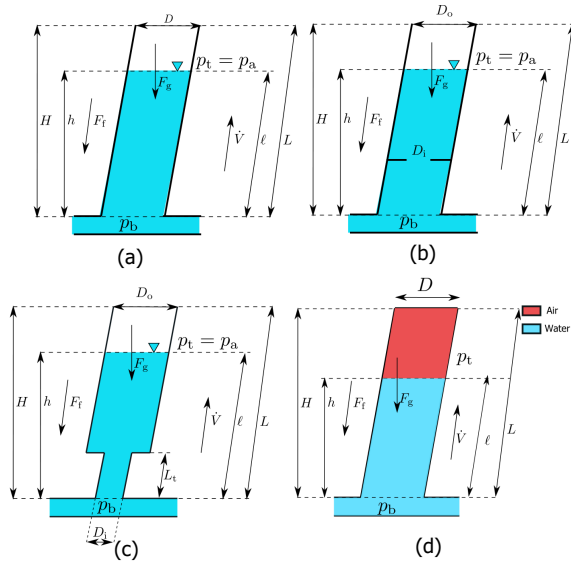 D
p_t = p_a
F_g
H
h
F_f
V̇
ℓ
L
p_b
(a)
D_o
p_t = p_a
F_g
H
h
F_f
D_i
V̇
ℓ
L
p_b
(b)
D_o
p_t = p_a
F_g
H
h
F_f
V̇
ℓ
L
L_t
p_b
D_i
(c)
D
Air
Water
p_t
F_g
H
h
F_f
V̇
ℓ
L
p_b
(d)